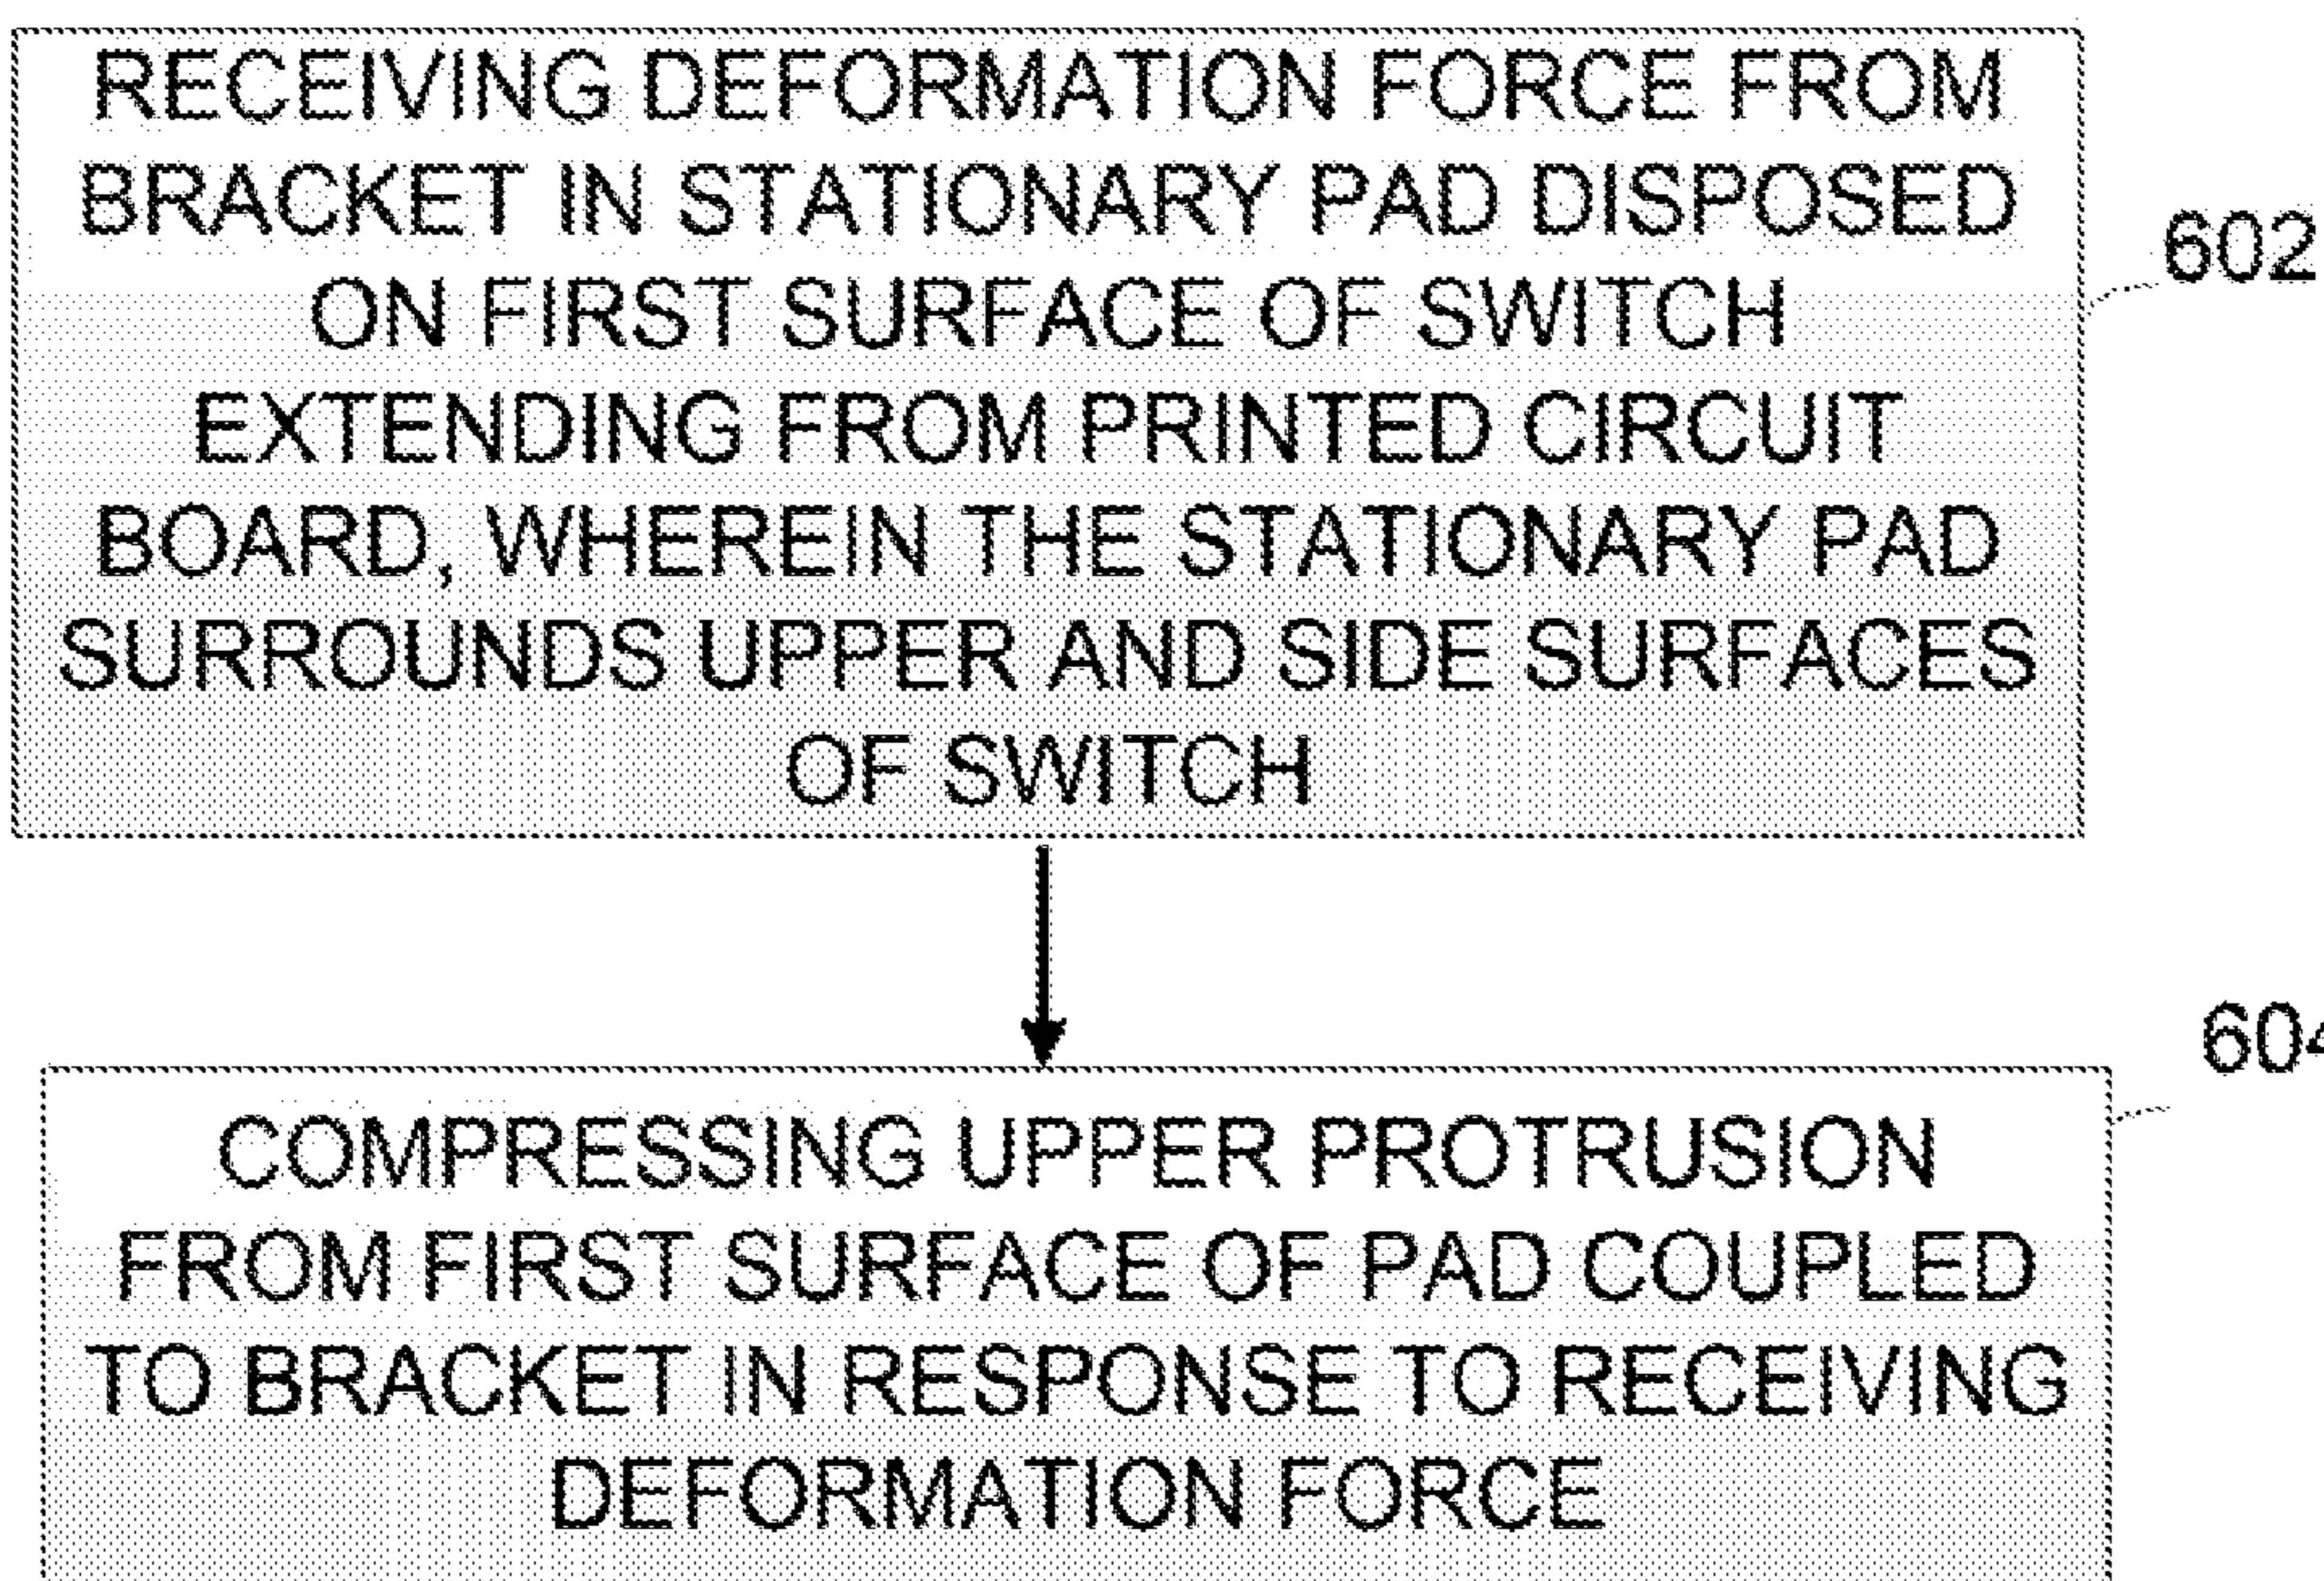 RECEIVING DEFORMATION FORCE FROM
BRACKET IN STATIONARY PAD DISPOSED
ON FIRST SURFACE OF SWITCH
EXTENDING FROM PRINTED CIRCUIT
BOARD, WHEREIN THE STATIONARY PAD
SURROUNDS UPPER AND SIDE SURFACES
OF SWITCH
602
604
COMPRESSING UPPER PROTRUSION
FROM FIRST SURFACE OF PAD COUPLED
TO BRACKET IN RESPONSE TO RECEIVING
DEFORMATION FORCE